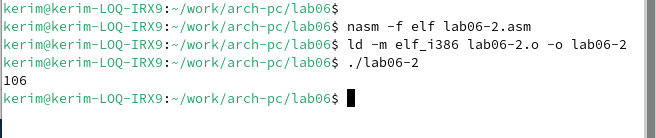 kerim@kerim-LOQ-IRX9:~/work/arch-pc/lab06$
kerim@kerim-LOQ-IRX9:~/work/arch-pc/lab06$ nasm -f elf lab06-2.asm
kerim@kerim-LOQ-IRX9:~/work/arch-pc/lab06$ ld -m elf_i386 lab06-2.o -o lab06-2
kerim@kerim-LOQ-IRX9:~/work/arch-pc/lab06$ ./lab06-2
106
kerim@kerim-LOQ-IRX9:~/work/arch-pc/lab06$